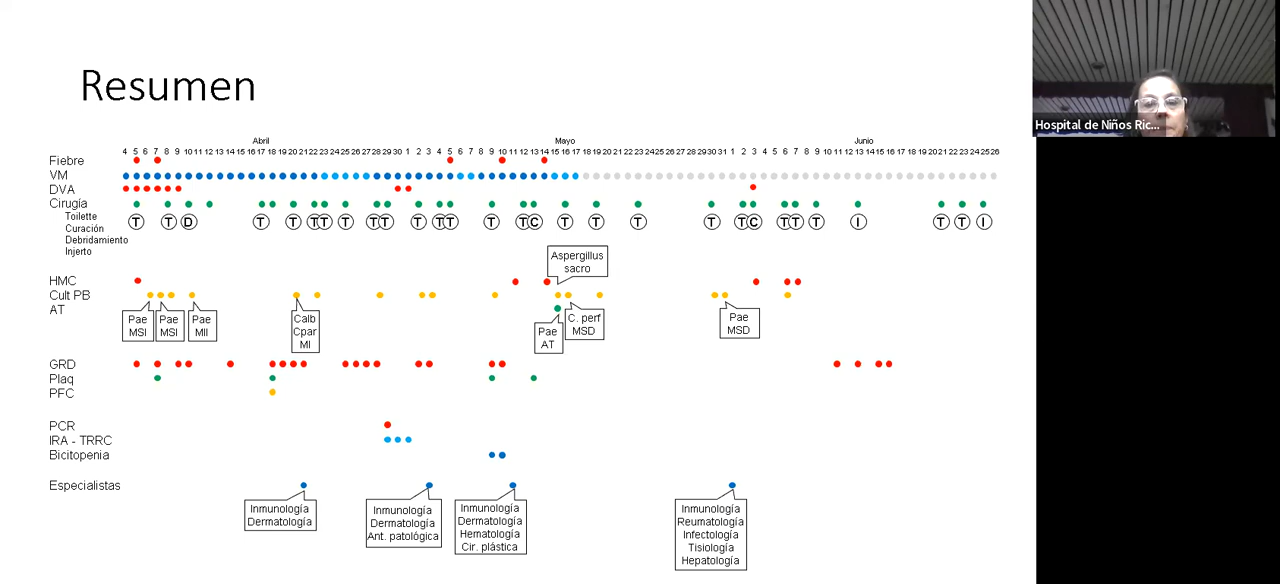 Resumen
Hospital de Niños Ric...
Abril Mayo Junio
4 5 6 7 8 9 10 11 12 13 14 15 16 17 18 19 20 21 22 23 24 25 26 27 28 29 30 1 2 3 4 5 6 7 8 9 10 11 12 13 14 15 16 17 18 19 20 21 22 23 24 25 26 27 28 29 30 31 1 2 3 4 5 6 7 8 9 10 11 12 13 14 15 16 17 18 19 20 21 22 23 24 25 26
Fiebre
VM
DVA
Cirugía
Toilette
Curación
Debridamiento
Injerto
T T D T T T T T T T T T T T T C T T T T T C T T T I T T I
Aspergillus
sacro
HMC
Cult PB
AT
Pae
MSI
Pae
MSI
Pae
MII
Calb
Cpar
MI
Pae
AT
C. perf
MSD
Pae
MSD
GRD
Plaq
PFC
PCR
IRA - TRRC
Bicitopenia
Especialistas
Inmunología
Dermatología
Inmunología
Dermatología
Ant. patológica
Inmunología
Dermatología
Hematología
Cir. plástica
Inmunología
Reumatología
Infectología
Tisiología
Hepatología